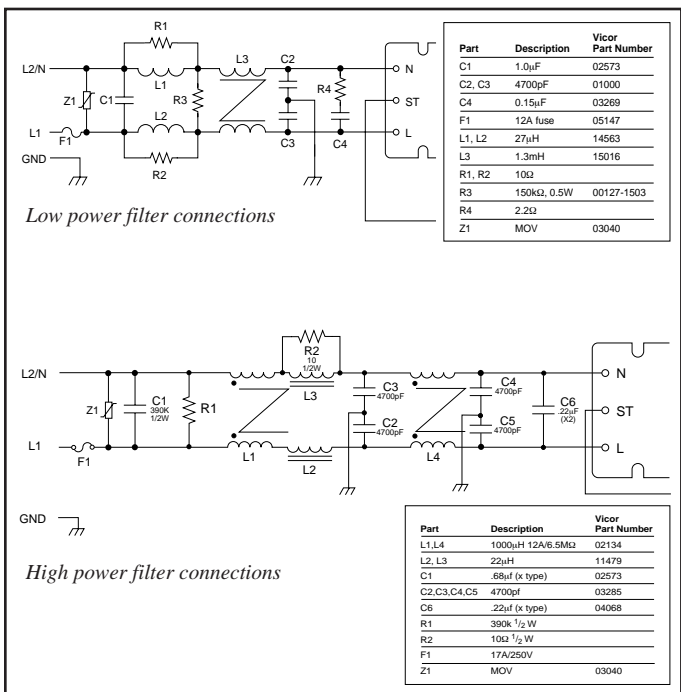 R1
L2/N
L1
Z1
C1
R3
L3
C2
R4
N
ST
L
L1
F1
L2
C3
C4
GND
R2
Part Description Vicor Part Number
C1 1.0µF 02573
C2, C3 4700pF 01000
C4 0.15µF 03269
F1 12A fuse 05147
L1, L2 27µH 14563
L3 1.3mH 15016
R1, R2 10Ω
R3 150kΩ, 0.5W 00127-1503
R4 2.2Ω
Z1 MOV 03040
Low power filter connections
L2/N
R2
10
1/2W
L3
Z1
C1
390K
1/2W
R1
C3
4700pF
C2
4700pF
C4
4700pF
C5
4700pF
C6
.22µF
(X2)
N
ST
L
L1
F1
L1
L2
L4
GND
High power filter connections
Part Description Vicor Part Number
L1,L4 1000µH 12A/6.5MΩ 02134
L2, L3 22µH 11479
C1 .68µf (x type) 02573
C2,C3,C4,C5 4700pf 03285
C6 .22µf (x type) 04068
R1 390k 1/2 W
R2 10Ω 1/2 W
F1 17A/250V
Z1 MOV 03040